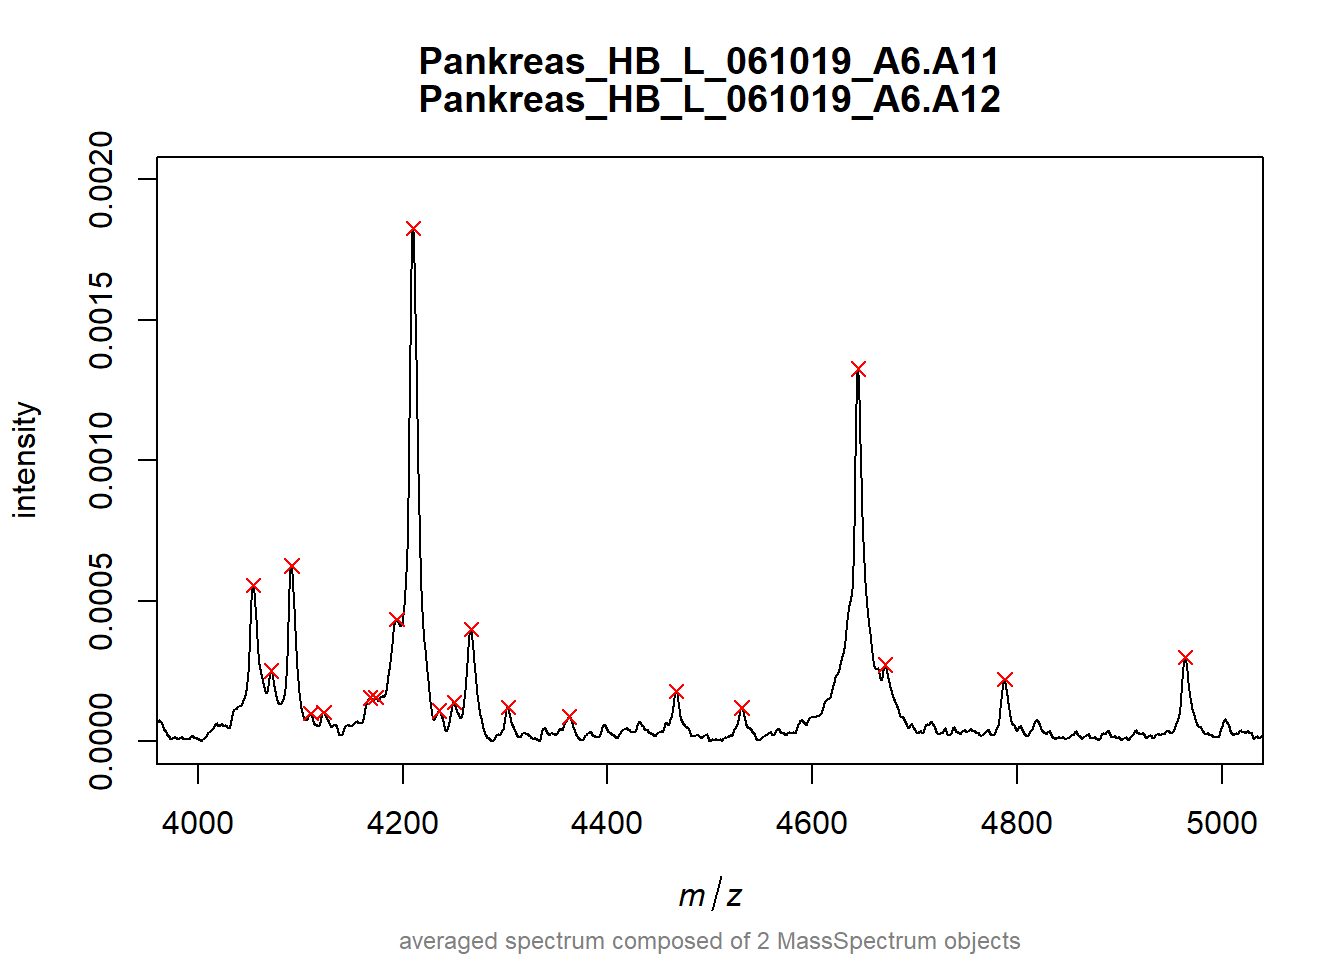 Pankreas_HB_L_061019_A6.A11
Pankreas_HB_L_061019_A6.A12
0.0020
0.0015
0.0010
0.0005
0.0000
intensity
4000 4200 4400 4600 4800 5000
m/z
averaged spectrum composed of 2 MassSpectrum objects